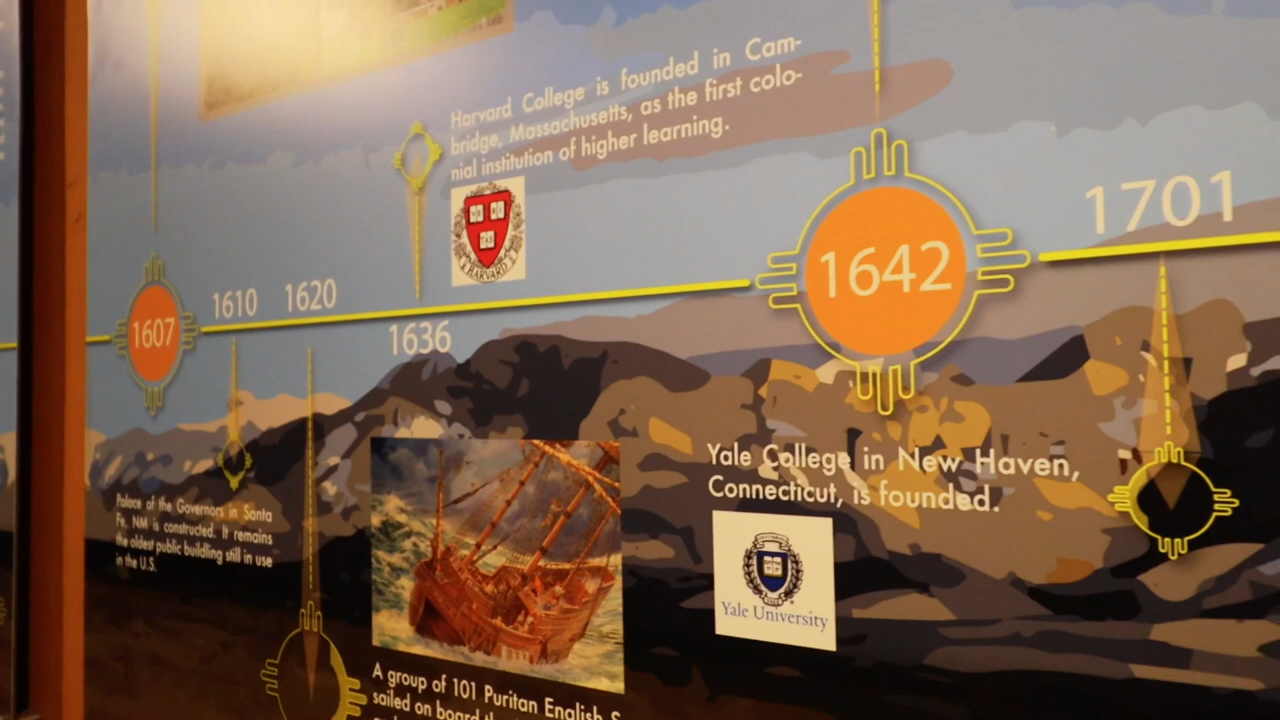 Harvard College is founded in Cam-
bridge, Massachusetts, as the first colo-
nial institution of higher learning.
HARVARD
1607
1610
1620
1636
1642
1701
Palace of the Governors in Santa
Fe, NM is constructed. It remains
the oldest public buildling still in use
in the U.S.
Yale College in New Haven,
Connecticut, is founded.
Yale University
A group of 101 Puritan English
sailed on board